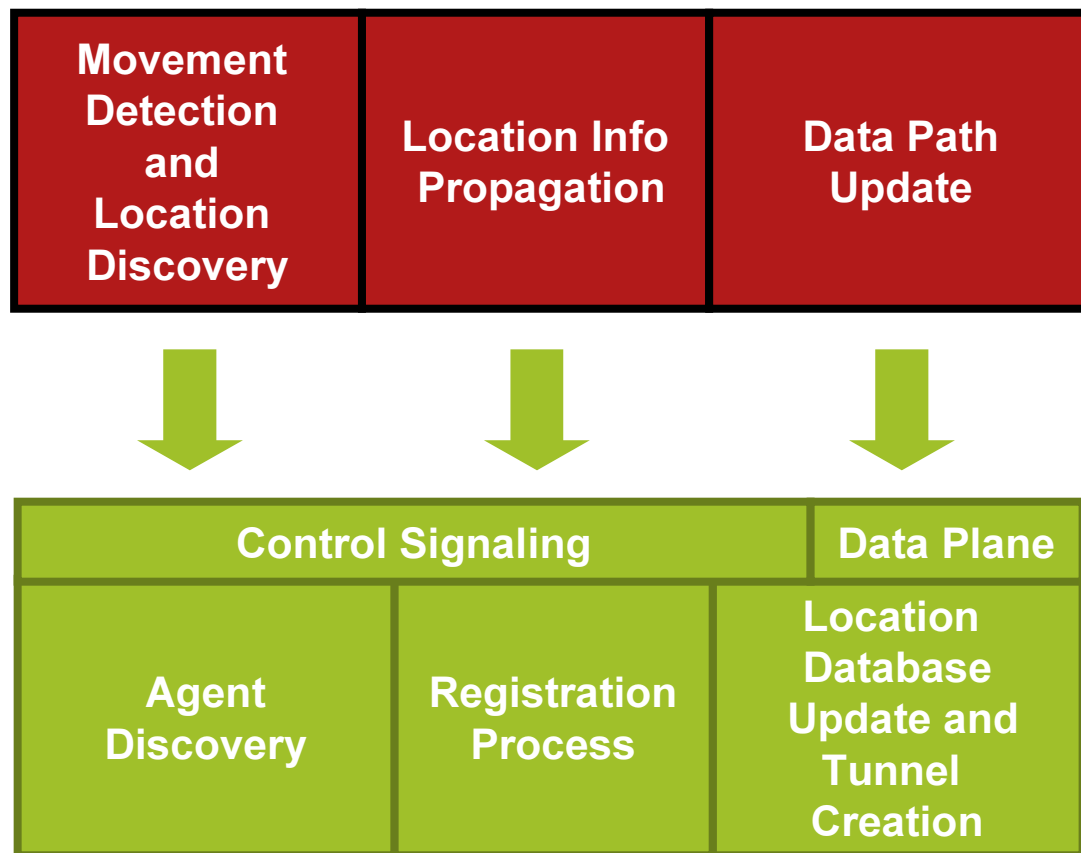 Movement
Detection
and
Location
Discovery
Location Info
Propagation
Data Path
Update
Control Signaling
Data Plane
Agent
Discovery
Registration
Process
Location
Database
Update and
Tunnel
Creation